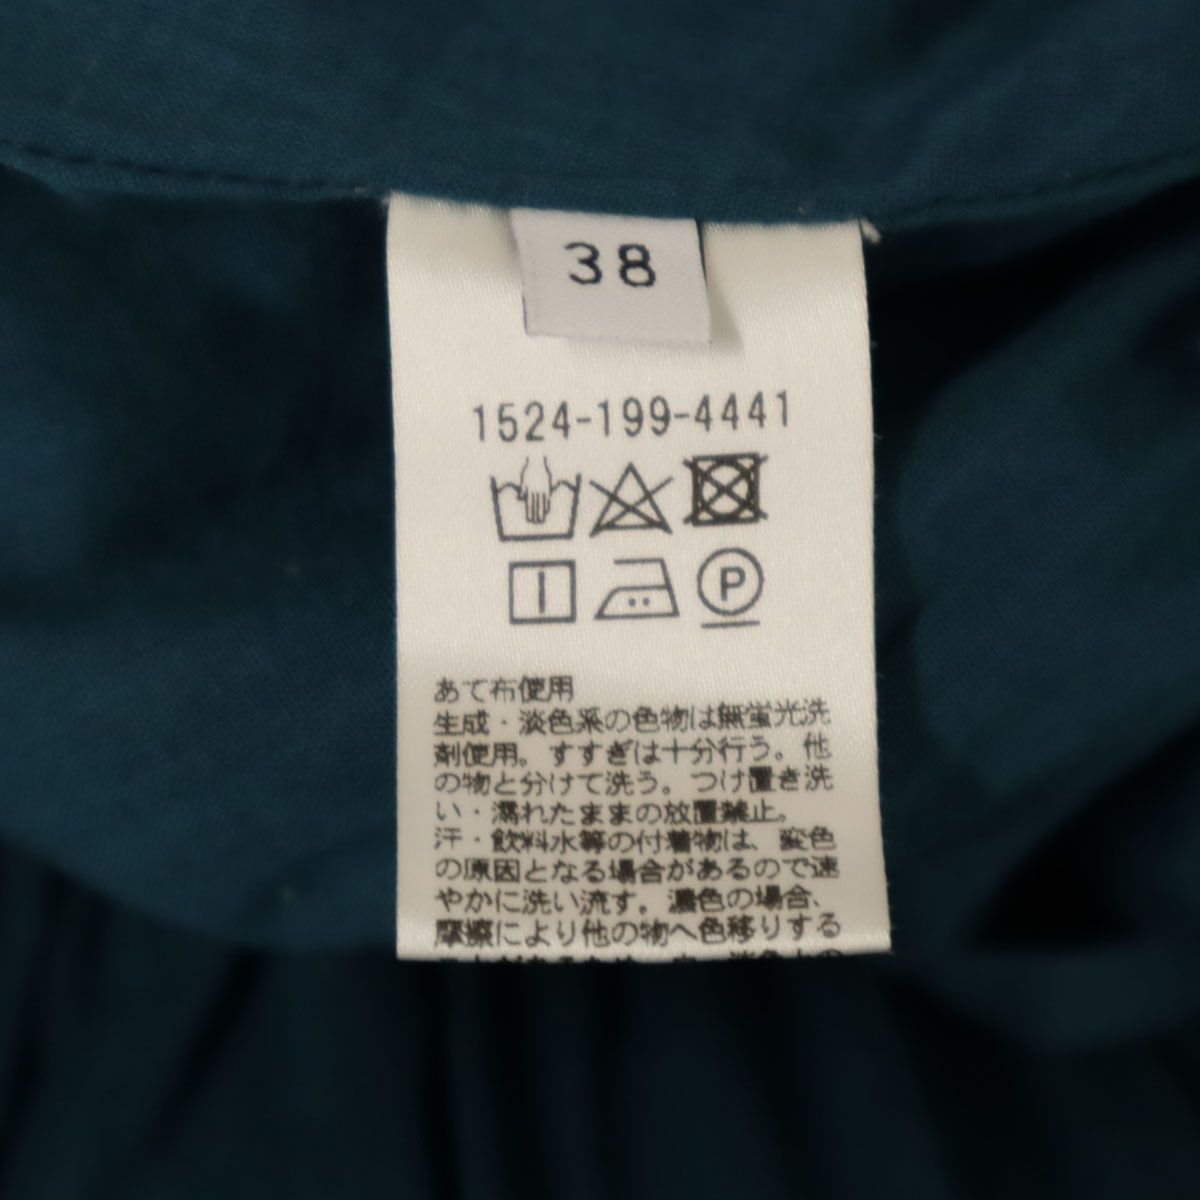 38
1524-199-4441
P
あて布使用
生成・淡色系の色物は無蛍光洗
剤使用。すすぎは十分行う。他
の物と分けて洗う。つけ置き洗
い・濡れたままの放置禁止。
汗・飲料水等の付着物は、変色
の原因となる場合があるので速
やかに洗い流す。濃色の場合、
摩擦により他の物へ色移りする